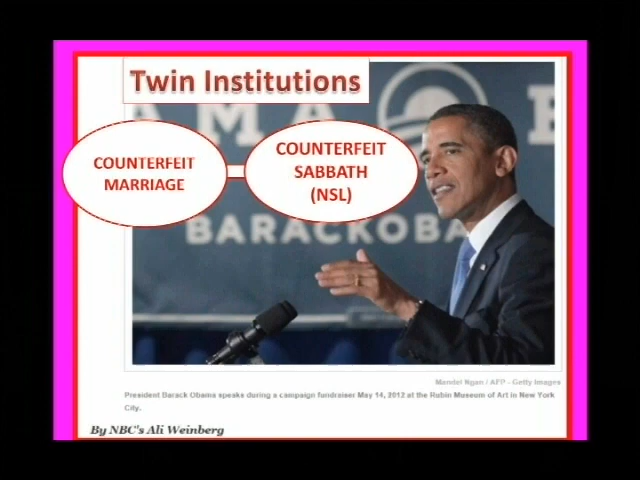 Twin Institutions
COUNTERFEIT
MARRIAGE
COUNTERFEIT
SABBATH
(NSL)
AMA
BARACKOBA
Mandel Ngan / AFP - Getty Images
President Barack Obama speaks during a campaign fundraiser May 14, 2012 at the Rubin Museum of Art in New York
City.
By NBC's Ali Weinberg